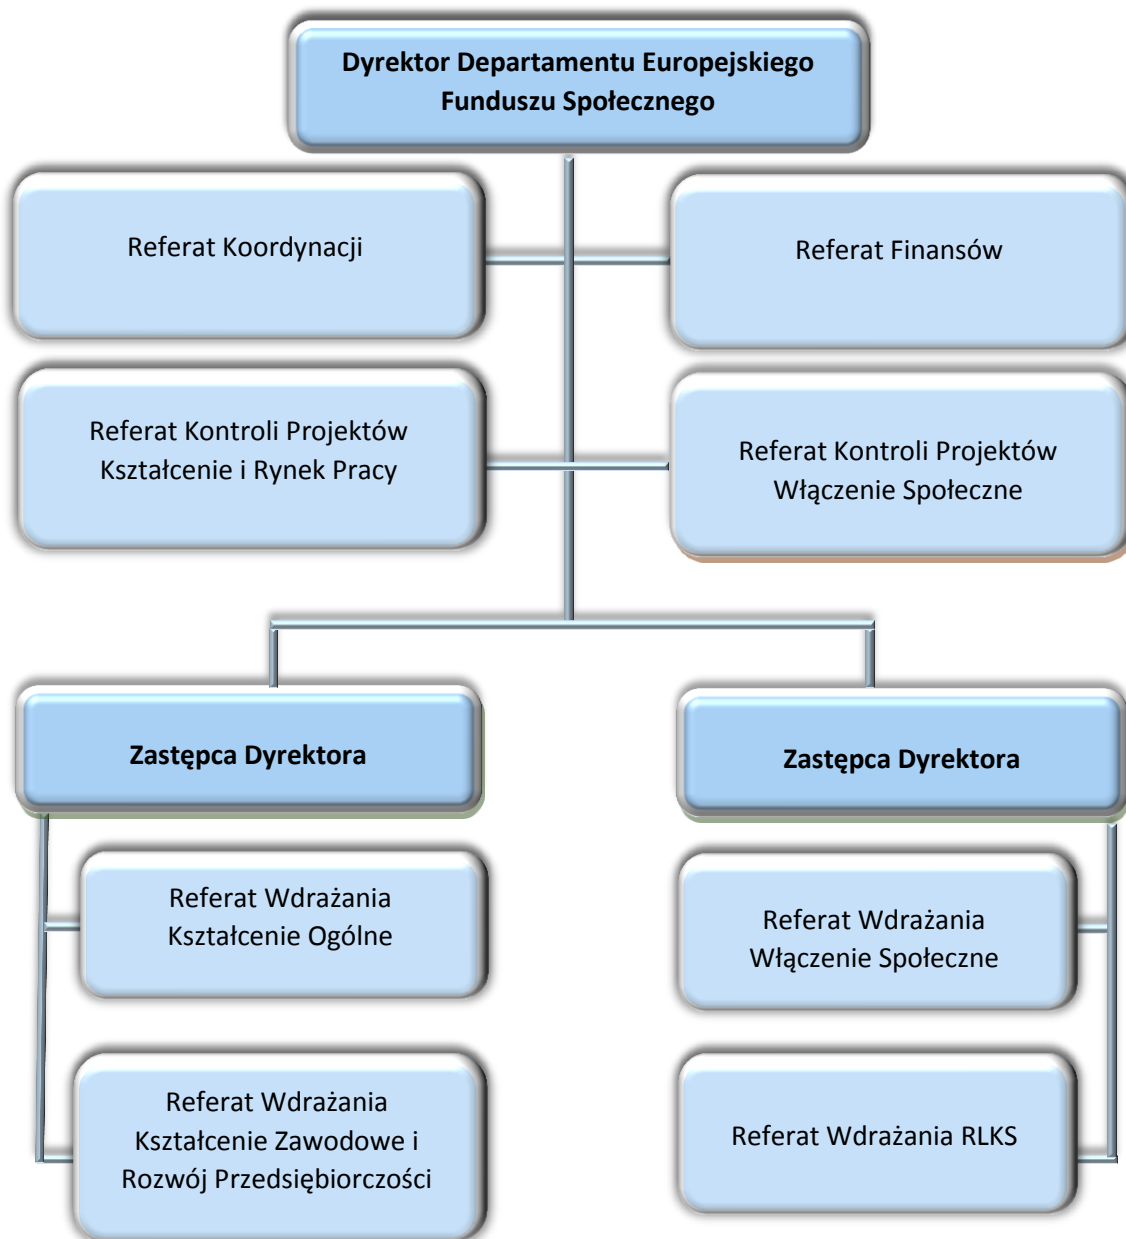 Dyrektor Departamentu Europejskiego
Funduszu Społecznego
Referat Koordynacji
Referat Finansów
Referat Kontroli Projektów
Kształcenie i Rynek Pracy
Referat Kontroli Projektów
Włączenie Społeczne
Zastępca Dyrektora
Zastępca Dyrektora
Referat Wdrażania
Kształcenie Ogólne
Referat Wdrażania
Włączenie Społeczne
Referat Wdrażania
Kształcenie Zawodowe i
Rozwój Przedsiębiorczości
Referat Wdrażania RLKS